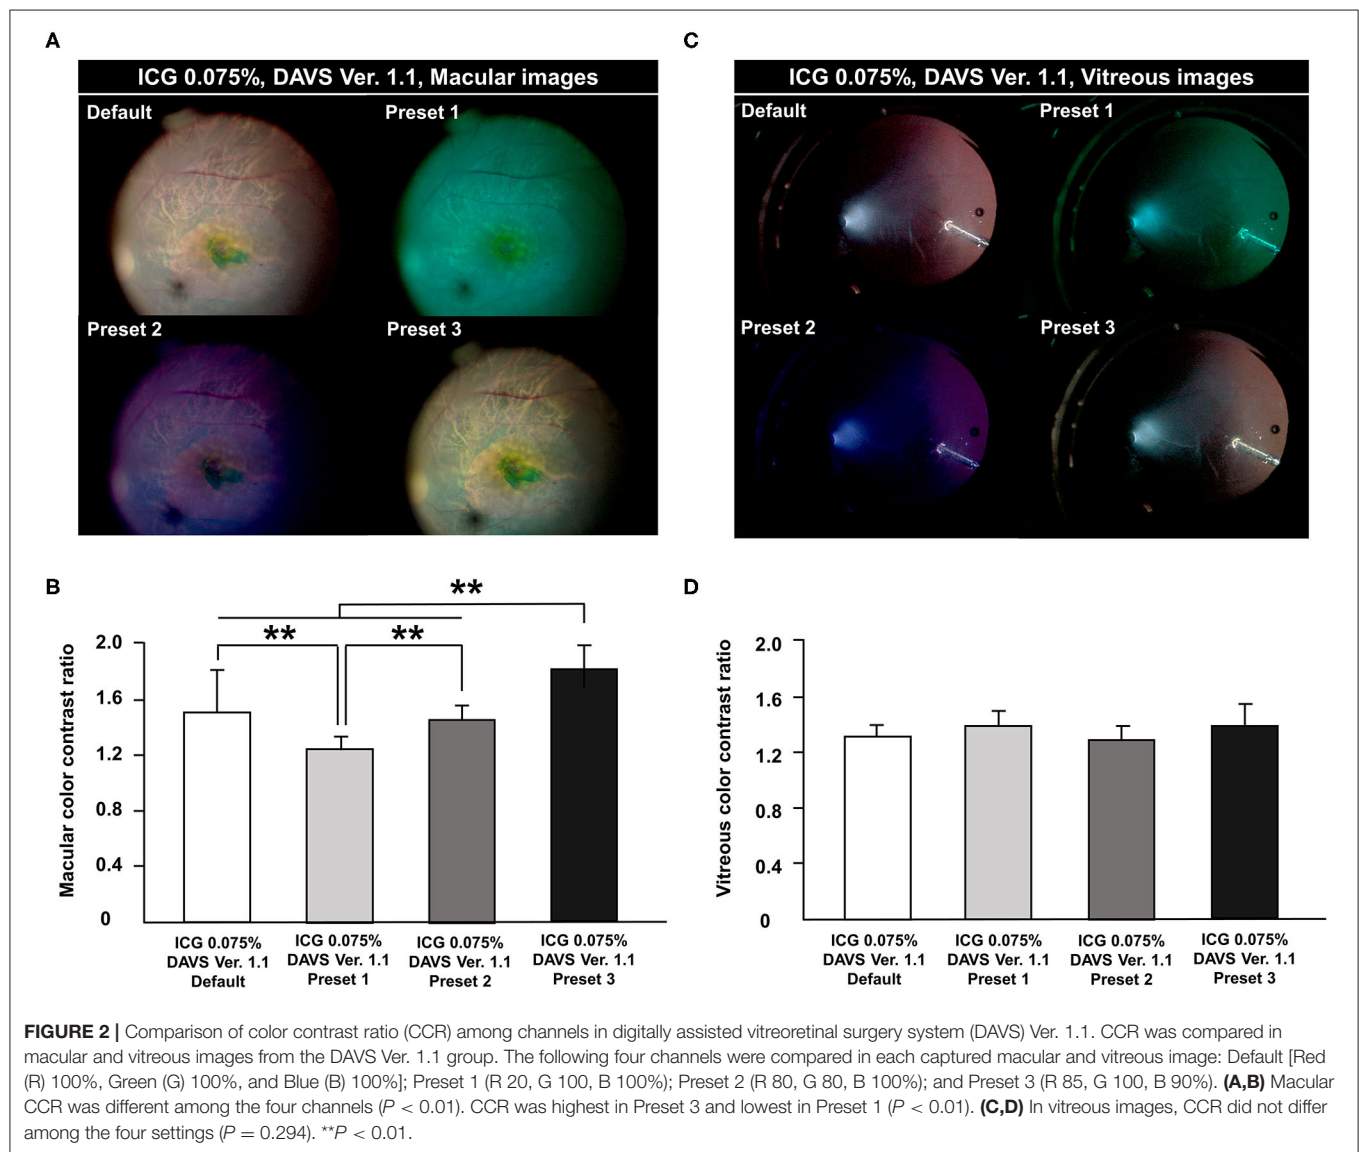 A
ICG 0.075%, DAVS Ver. 1.1, Macular images
Default
Preset 1
Preset 2
Preset 3
C
ICG 0.075%, DAVS Ver. 1.1, Vitreous images
Default
Preset 1
Preset 2
Preset 3
B
**
**
**
Macular color contrast ratio
2.0
1.6
1.2
0.8
0.4
0
ICG 0.075%
DAVS Ver. 1.1
Default
ICG 0.075%
DAVS Ver. 1.1
Preset 1
ICG 0.075%
DAVS Ver. 1.1
Preset 2
ICG 0.075%
DAVS Ver. 1.1
Preset 3
D
Vitreous color contrast ratio
2.0
1.6
1.2
0.8
0.4
0
ICG 0.075%
DAVS Ver. 1.1
Default
ICG 0.075%
DAVS Ver. 1.1
Preset 1
ICG 0.075%
DAVS Ver. 1.1
Preset 2
ICG 0.075%
DAVS Ver. 1.1
Preset 3
FIGURE 2 | Comparison of color contrast ratio (CCR) among channels in digitally assisted vitreoretinal surgery system (DAVS) Ver. 1.1. CCR was compared in
macular and vitreous images from the DAVS Ver. 1.1 group. The following four channels were compared in each captured macular and vitreous image: Default [Red
(R) 100%, Green (G) 100%, and Blue (B) 100%]; Preset 1 (R 20, G 100, B 100%); Preset 2 (R 80, G 80, B 100%); and Preset 3 (R 85, G 100, B 90%). (A,B) Macular
CCR was different among the four channels (P < 0.01). CCR was highest in Preset 3 and lowest in Preset 1 (P < 0.01). (C,D) In vitreous images, CCR did not differ
among the four settings (P = 0.294). **P < 0.01.